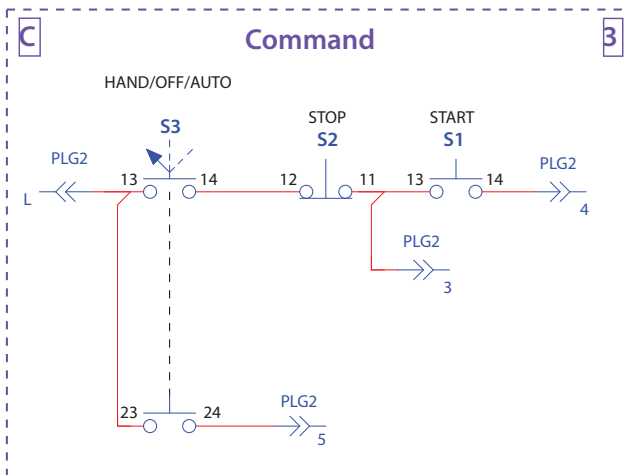 C Command 3
HAND/OFF/AUTO
S3
STOP
S2
START
S1
PLG2
L
13 14
12 11
13 14
PLG2
4
PLG2
3
23 24
PLG2
5